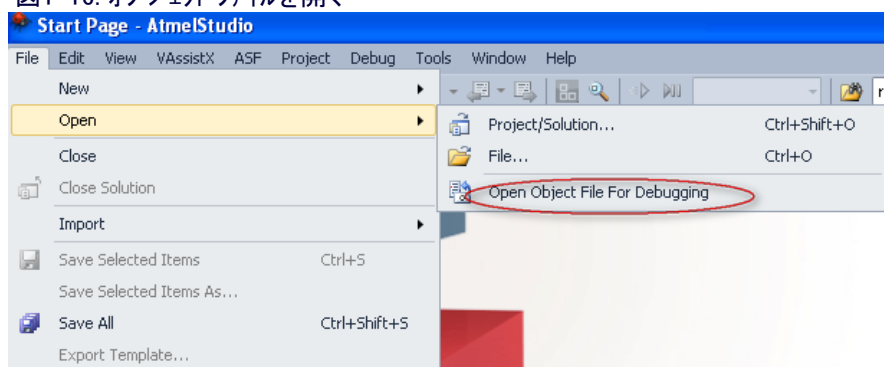 Start Page - AtmelStudio
File Edit View VAssistX ASF Project Debug Tools Window Help
New
Open
Project/Solution... Ctrl+Shift+O
Close
File... Ctrl+O
Close Solution
Open Object File For Debugging
Import
Save Selected Items Ctrl+S
Save Selected Items As...
Save All Ctrl+Shift+S
Export Template...